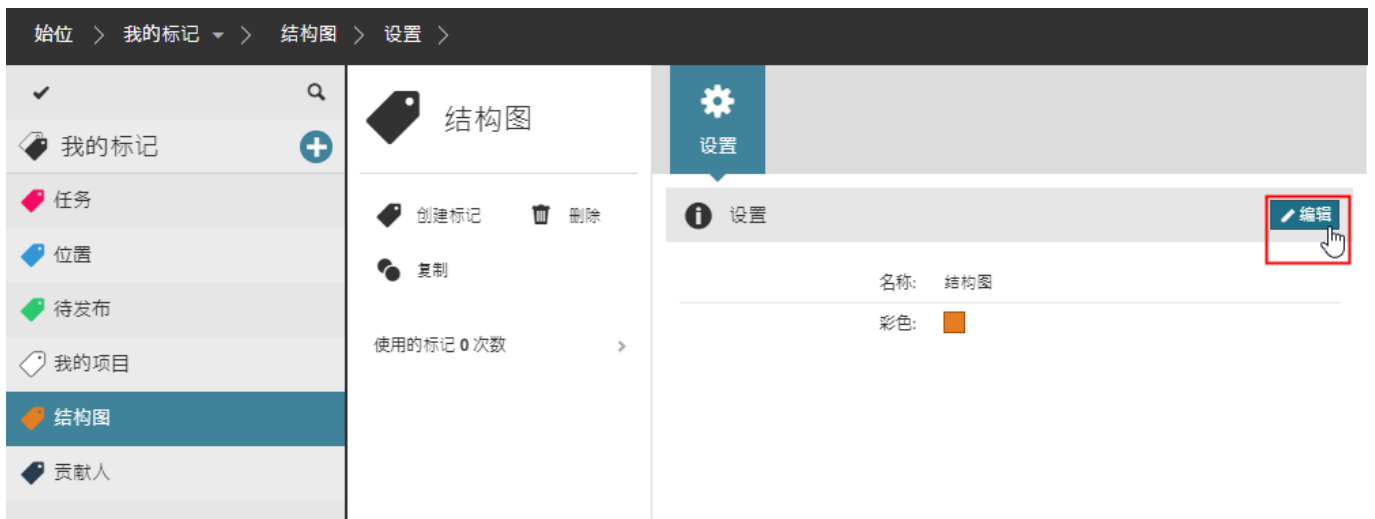 始位 > 我的标记 > 结构图 > 设置 >
我的标记
任务
位置
待发布
我的项目
结构图
贡献人
结构图
创建标记 删除
复制
使用的标记 0 次数
设置
设置
编辑
名称: 结构图
彩色: